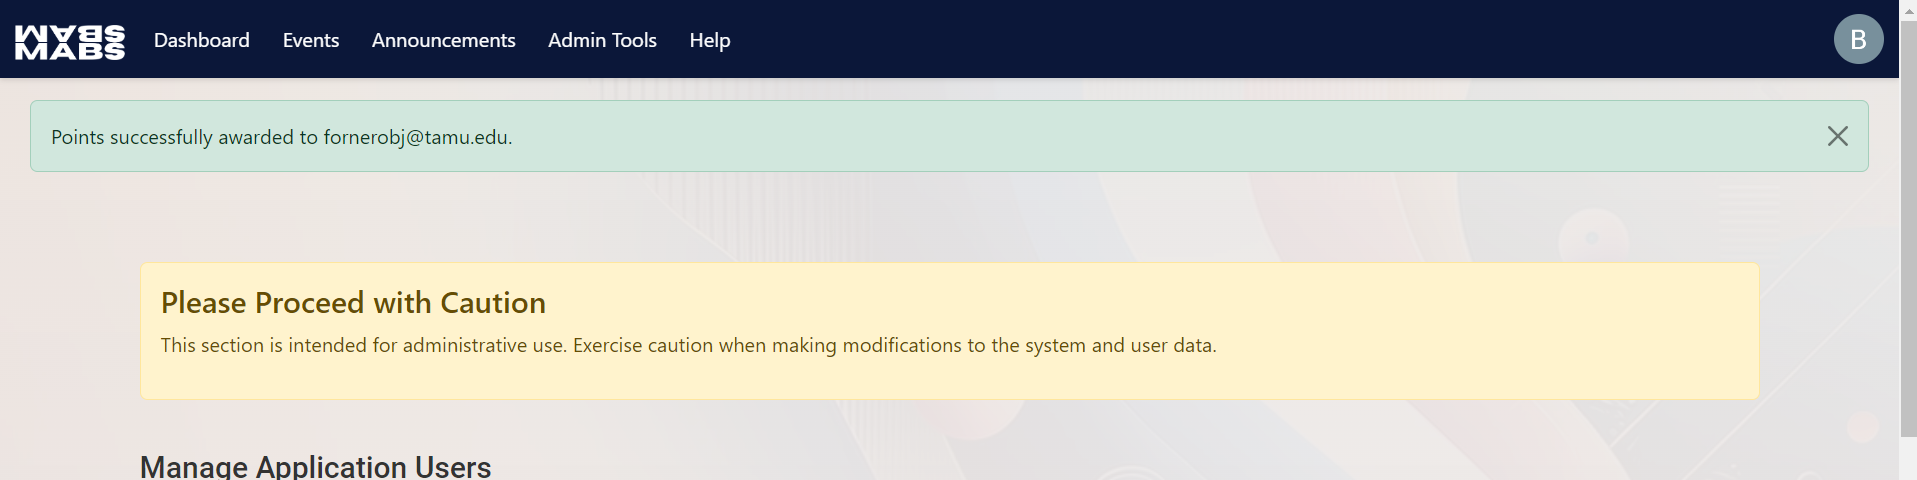 MABS
MABS
Dashboard Events Announcements Admin Tools Help B
Points successfully awarded to fornerobj@tamu.edu.
Please Proceed with Caution
This section is intended for administrative use. Exercise caution when making modifications to the system and user data.
Manage Application Users